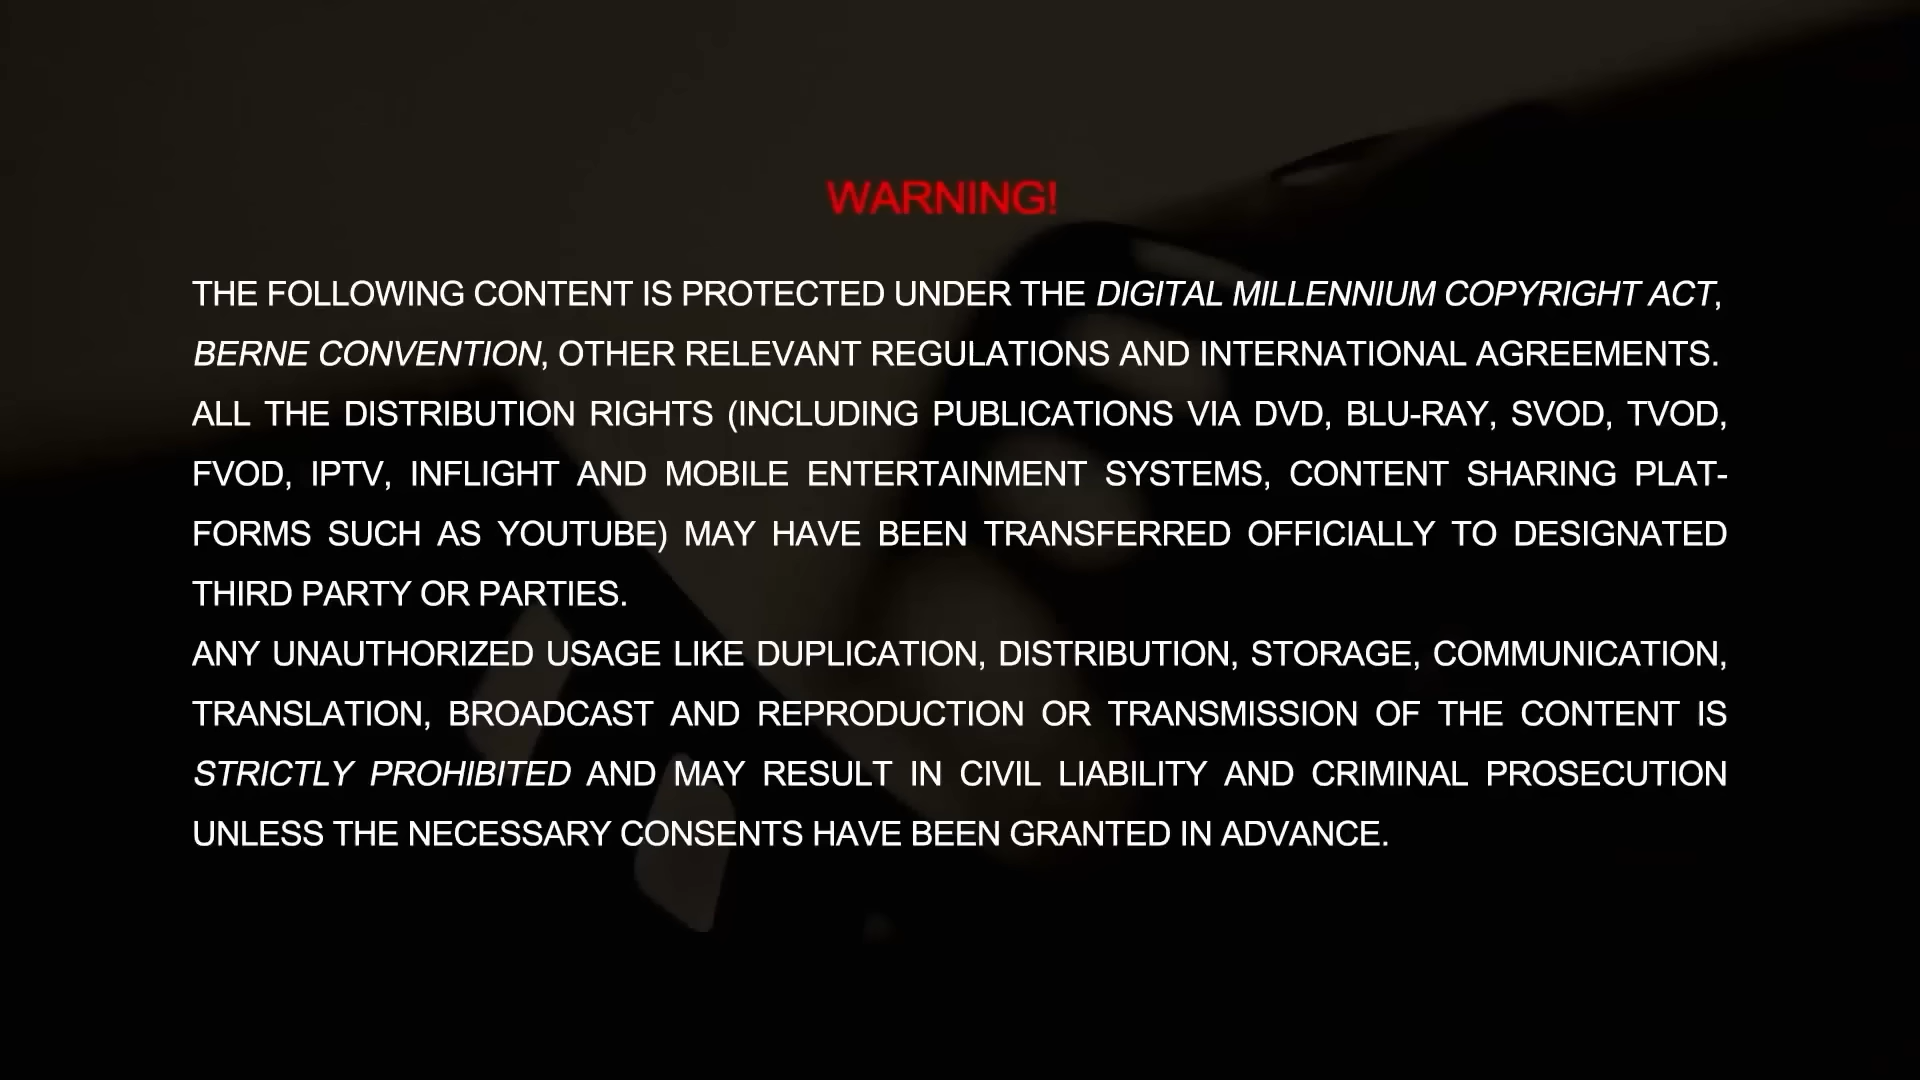 WARNING!
THE FOLLOWING CONTENT IS PROTECTED UNDER THE DIGITAL MILLENNIUM COPYRIGHT ACT,
BERNE CONVENTION, OTHER RELEVANT REGULATIONS AND INTERNATIONAL AGREEMENTS.
ALL THE DISTRIBUTION RIGHTS (INCLUDING PUBLICATIONS VIA DVD, BLU-RAY, SVOD, TVOD,
FVOD, IPTV, INFLIGHT AND MOBILE ENTERTAINMENT SYSTEMS, CONTENT SHARING PLAT-
FORMS SUCH AS YOUTUBE) MAY HAVE BEEN TRANSFERRED OFFICIALLY TO DESIGNATED
THIRD PARTY OR PARTIES.
ANY UNAUTHORIZED USAGE LIKE DUPLICATION, DISTRIBUTION, STORAGE, COMMUNICATION,
TRANSLATION, BROADCAST AND REPRODUCTION OR TRANSMISSION OF THE CONTENT IS
STRICTLY PROHIBITED AND MAY RESULT IN CIVIL LIABILITY AND CRIMINAL PROSECUTION
UNLESS THE NECESSARY CONSENTS HAVE BEEN GRANTED IN ADVANCE.